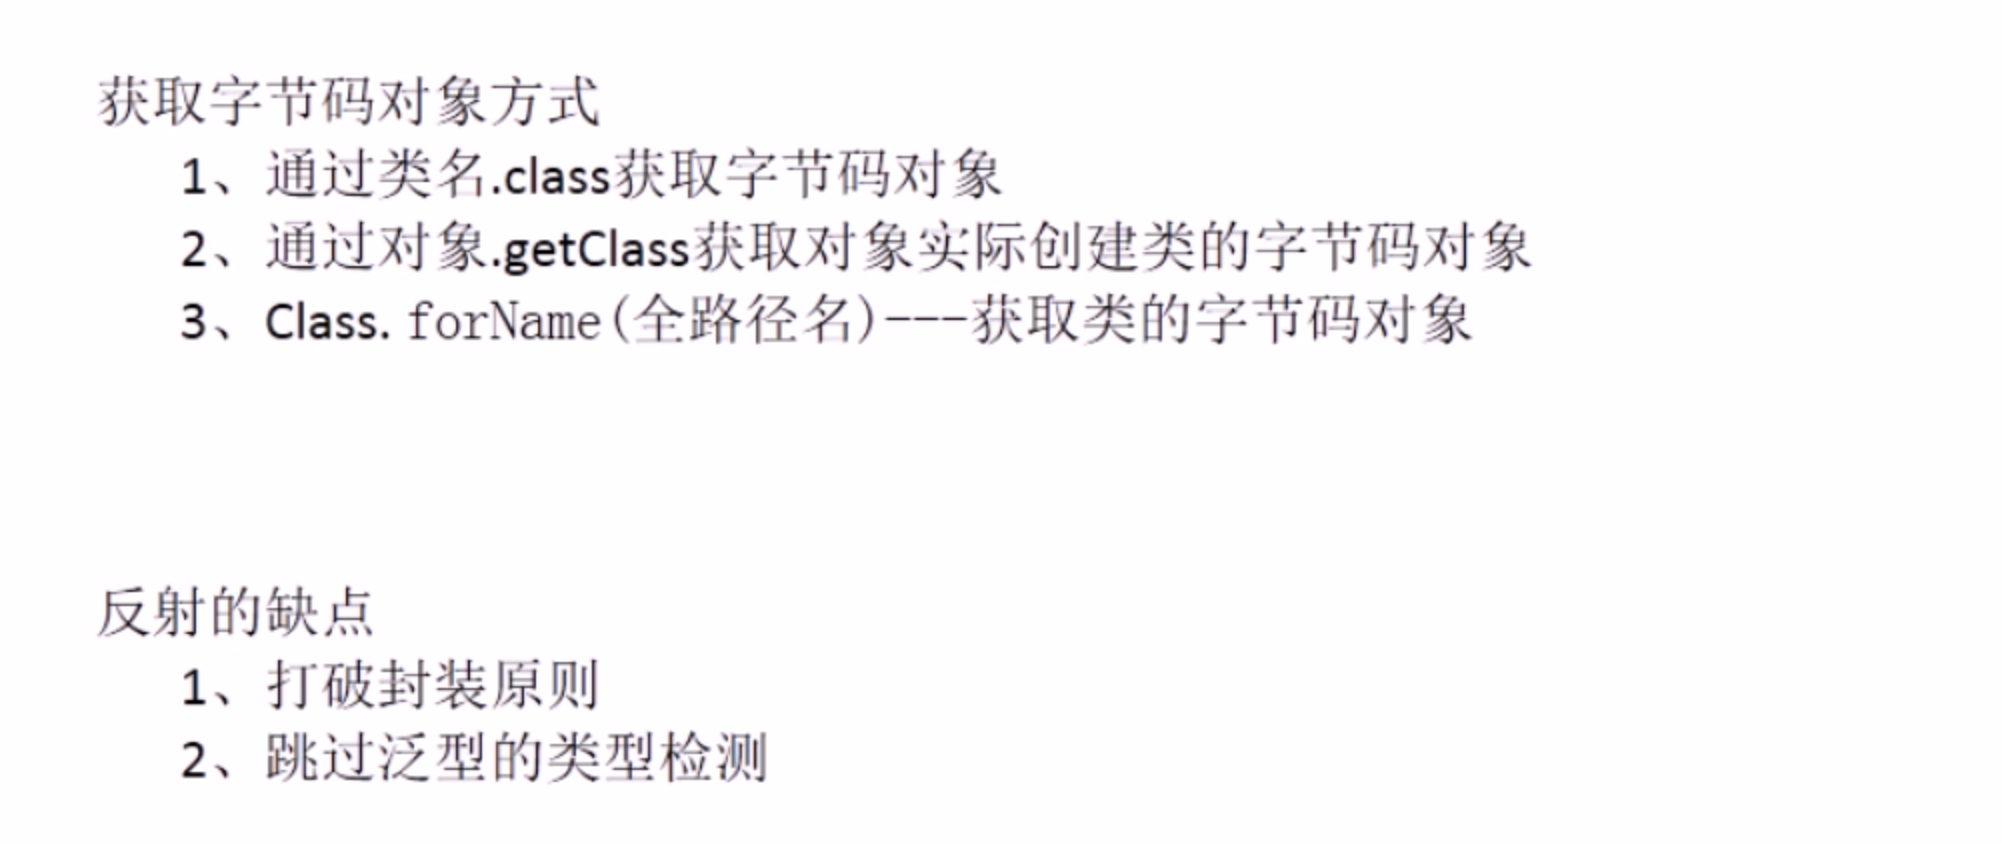 获取字节码对象方式
1、通过类名.class获取字节码对象
2、通过对象.getClass获取对象实际创建类的字节码对象
3、Class. forName(全路径名)---获取类的字节码对象
反射的缺点
1、打破封装原则
2、跳过泛型的类型检测